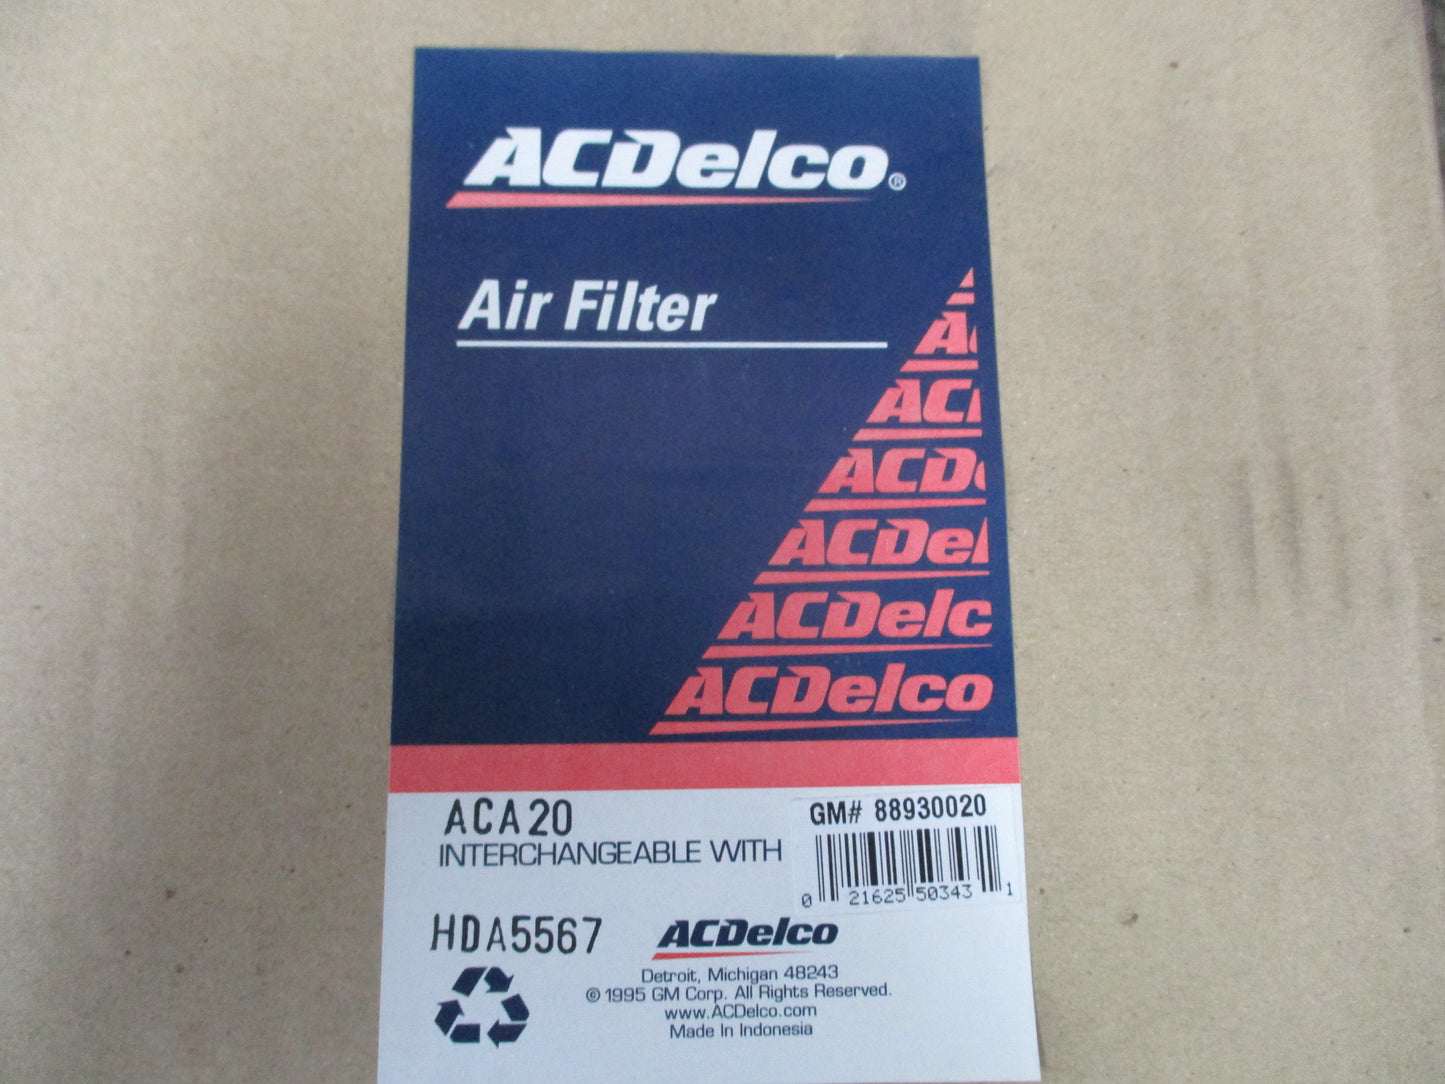 ACDelco®
Air Filter
A
AC
ACD
ACDel
ACDelc
ACDelco
ACA20
INTERCHANGEABLE WITH
GM# 88930020
0 21625 50343 1
HDA5567
ACDelco
Detroit, Michigan 48243
© 1995 GM Corp. All Rights Reserved.
www.ACDelco.com
Made In Indonesia